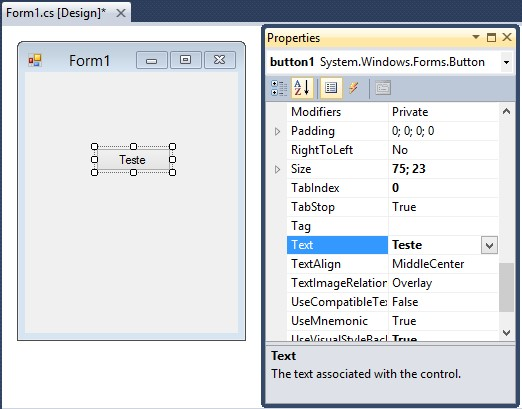 Form1.cs [Design]*
Form1
Teste
Properties
button1 System.Windows.Forms.Button
Modifiers Private
Padding 0; 0; 0; 0
RightToLeft No
Size 75; 23
TabIndex 0
TabStop True
Tag
Text Teste
TextAlign MiddleCenter
TextImageRelation Overlay
UseCompatibleTex False
UseMnemonic True
UseVisualStyleBacl True
Text
The text associated with the control.